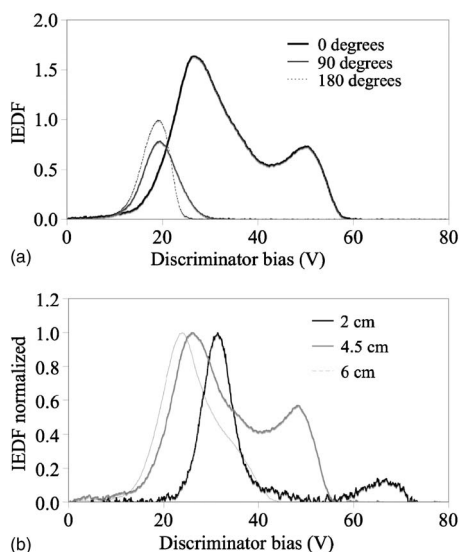 2.0
0 degrees
90 degrees
180 degrees
1.5
1.0
0.5
0.0
IEDF
0 20 40 60 80
(a) Discriminator bias (V)
1.2
2 cm
4.5 cm
6 cm
1.0
0.8
0.6
0.4
0.2
0.0
IEDF normalized
0 20 40 60 80
(b) Discriminator bias (V)